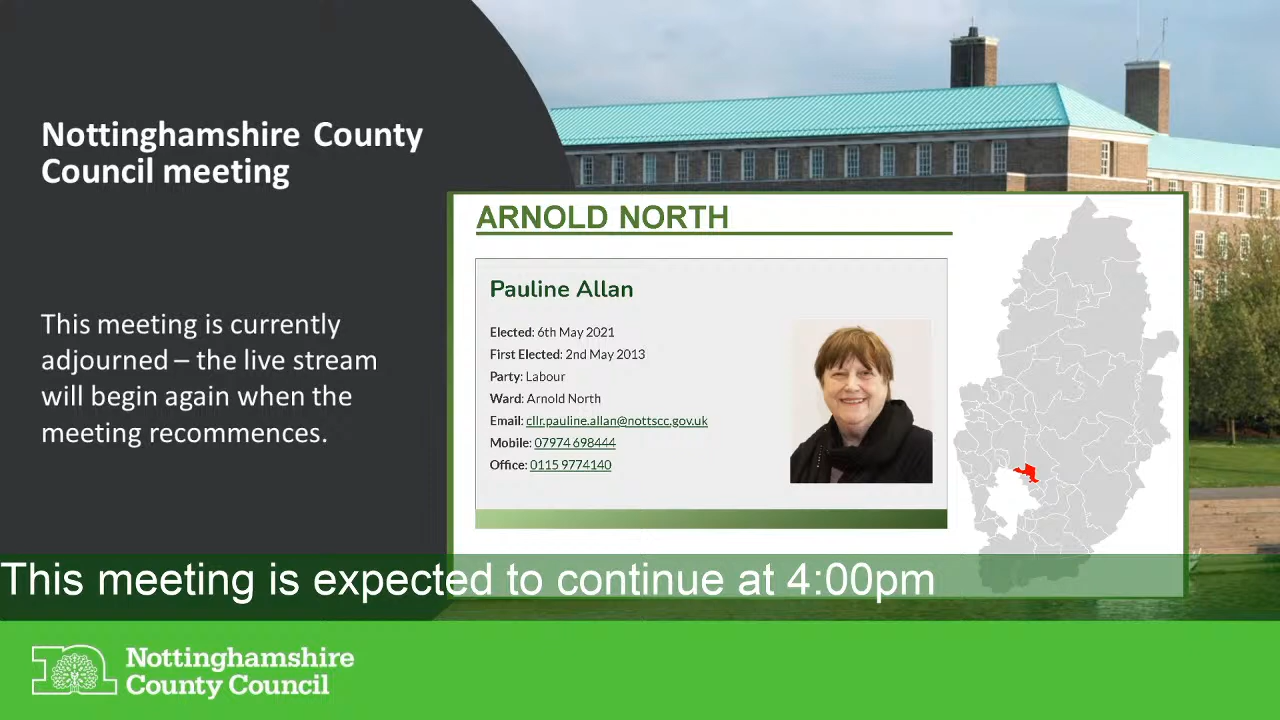 Nottinghamshire County
Council meeting
This meeting is currently
adjourned – the live stream
will begin again when the
meeting recommences.
ARNOLD NORTH
Pauline Allan
Elected: 6th May 2021
First Elected: 2nd May 2013
Party: Labour
Ward: Arnold North
Email: cllr.pauline.allan@nottscc.gov.uk
Mobile: 07974 698444
Office: 0115 9774140
This meeting is expected to continue at 4:00pm
Nottinghamshire
County Council